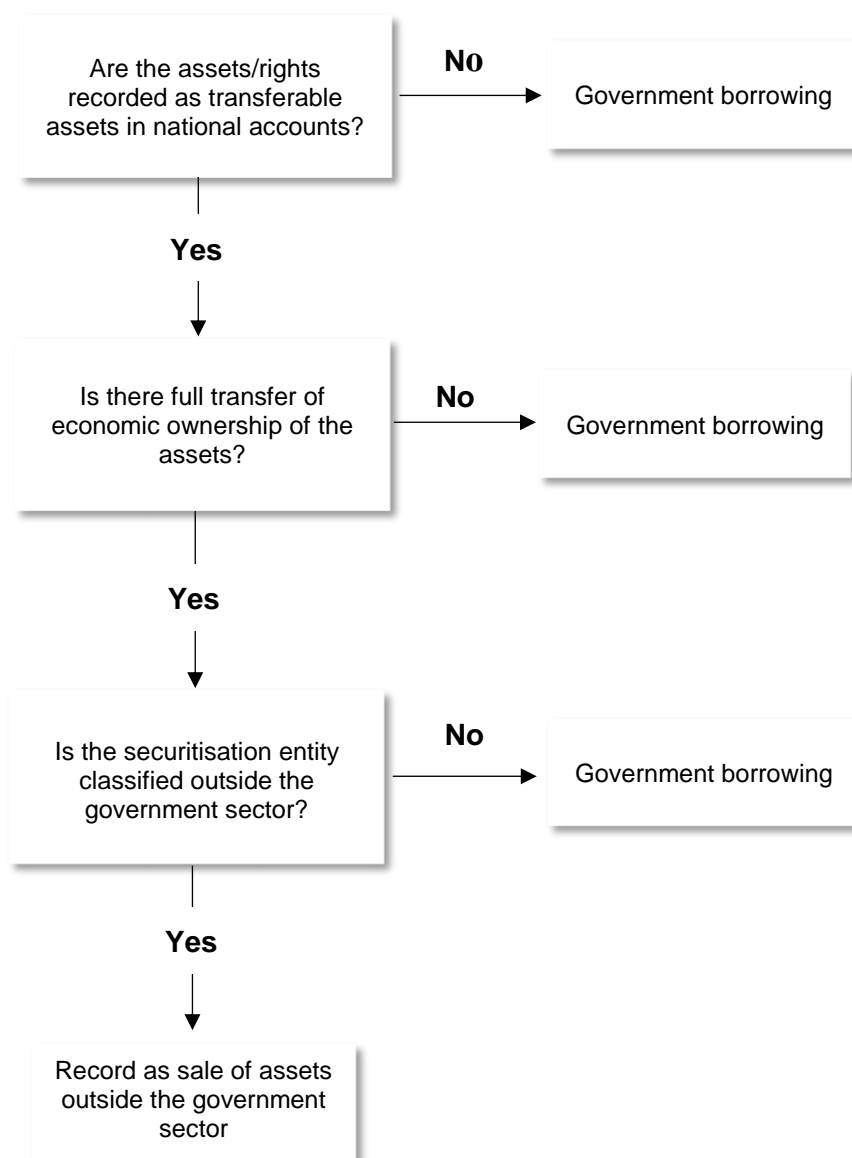 Are the assets/rights
recorded as transferable
assets in national accounts?
No
Government borrowing
Yes
Is there full transfer of
economic ownership of the
assets?
No
Government borrowing
Yes
Is the securitisation entity
classified outside the
government sector?
No
Government borrowing
Yes
Record as sale of assets
outside the government
sector